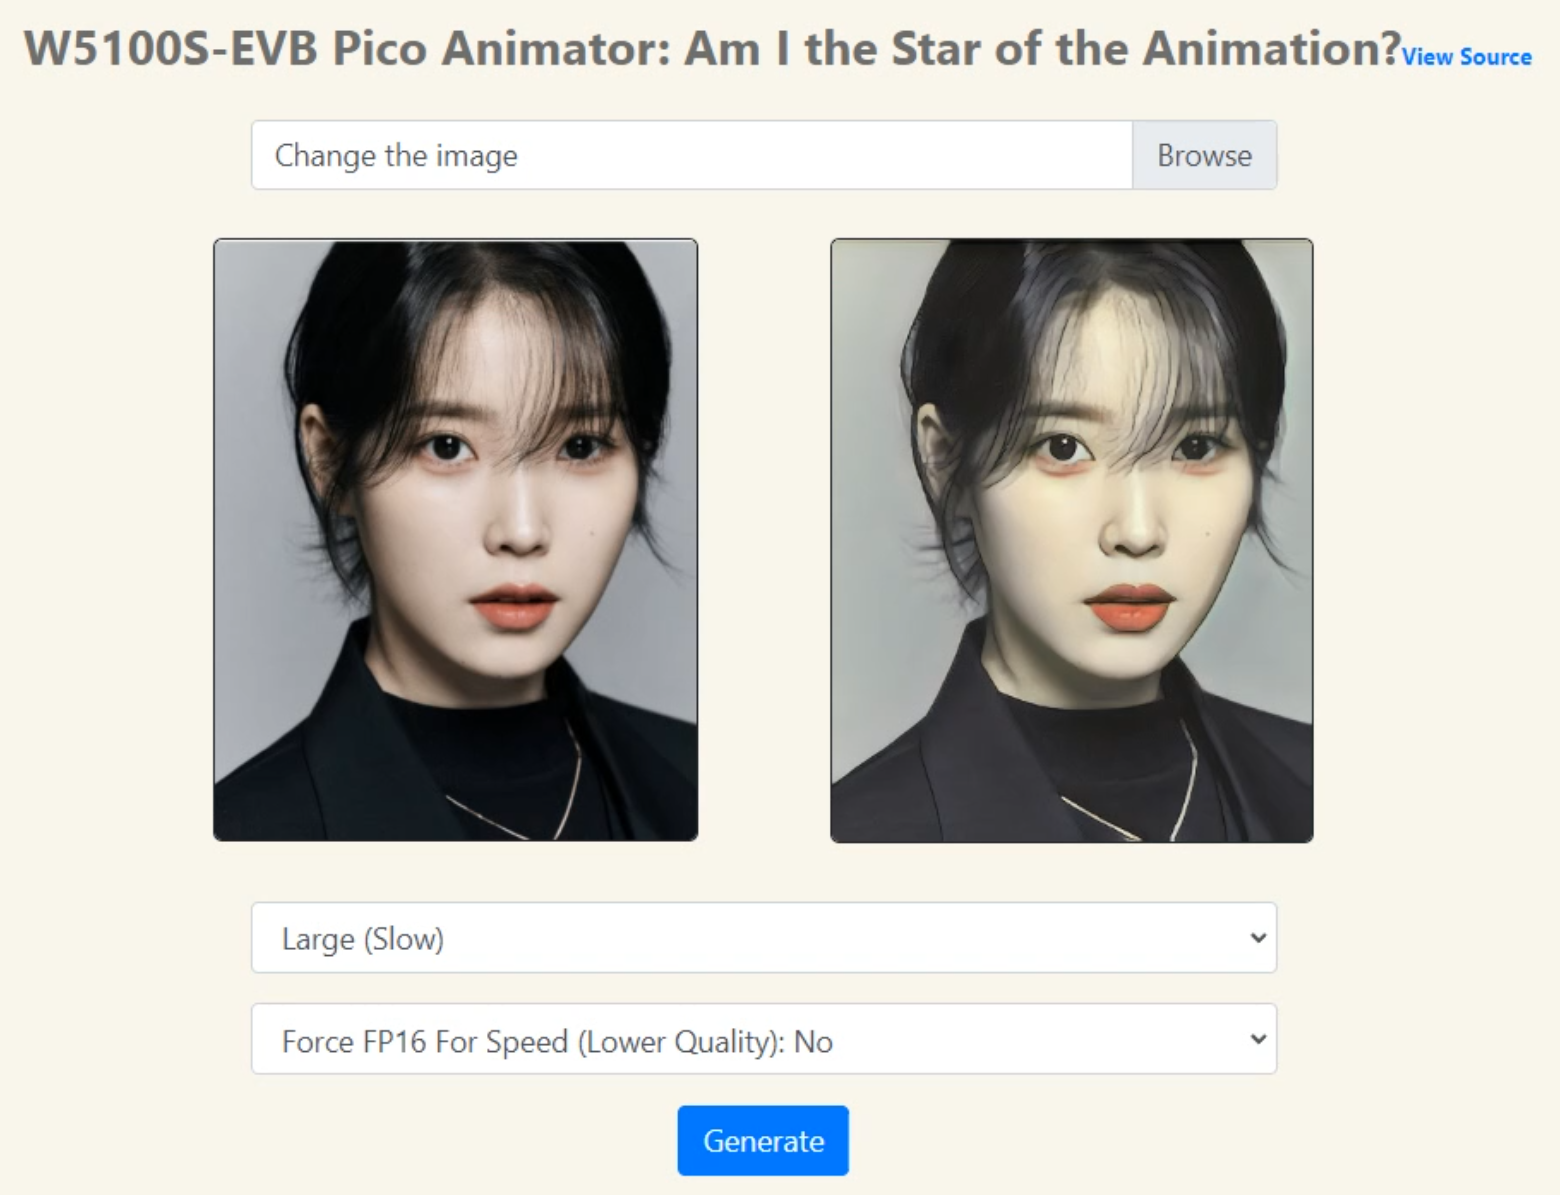 W5100S-EVB Pico Animator: Am I the Star of the Animation?View Source
Change the image
Browse
Large (Slow)
Force FP16 For Speed (Lower Quality): No
Generate